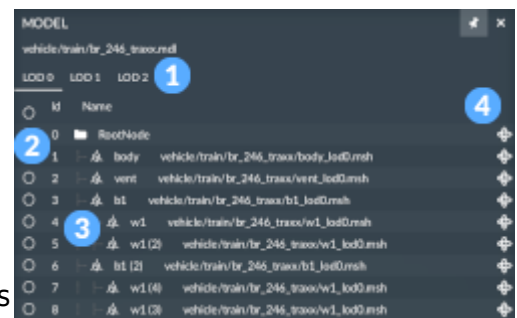 MODEL
vehicle/train/br_246_traxx.mdl
LOD 0 LOD 1 LOD 2 1
Id Name 4
0 RootNode
2
1 body vehicle/train/br_246_traxx/body_lod0.msh
2 vent vehicle/train/br_246_traxx/vent_lod0.msh
3 b1 vehicle/train/br_246_traxx/b1_lod0.msh
4 3 w1 vehicle/train/br_246_traxx/w1_lod0.msh
5 w1 (2) vehicle/train/br_246_traxx/w1_lod0.msh
6 b1 (2) vehicle/train/br_246_traxx/b1_lod0.msh
7 w1 (4) vehicle/train/br_246_traxx/w1_lod0.msh
s 8 w1 (3) vehicle/train/br_246_traxx/w1_lod0.msh